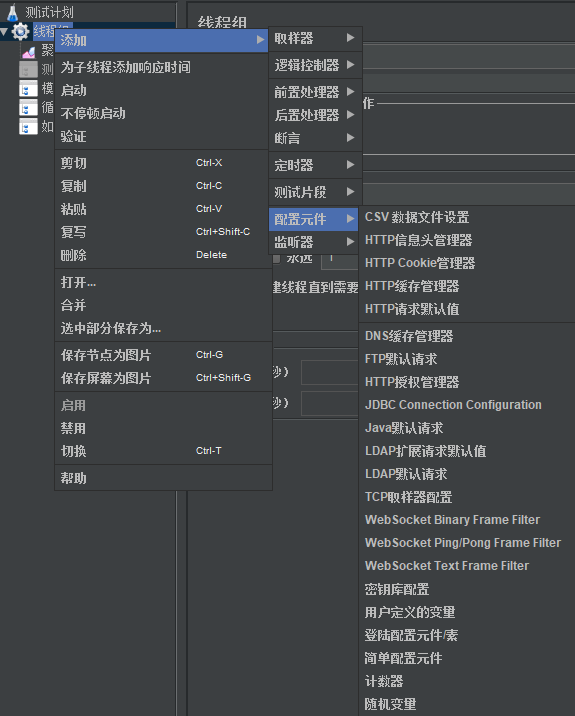 测试计划
线程组
聚
测
模
循
如
线程组
添加
为子线程添加响应时间
启动
不停顿启动
验证
剪切 Ctrl-X
复制 Ctrl-C
粘贴 Ctrl-V
复写 Ctrl+Shift-C
删除 Delete
打开...
合并
选中部分保存为...
保存节点为图片 Ctrl-G
保存屏幕为图片 Ctrl+Shift-G
启用
禁用
切换 Ctrl-T
帮助
取样器
逻辑控制器
前置处理器
后置处理器
断言
定时器
测试片段
配置元件
监听器
作
永远 1
建线程直到需要
秒）
秒）
CSV 数据文件设置
HTTP信息头管理器
HTTP Cookie管理器
HTTP缓存管理器
HTTP请求默认值
DNS缓存管理器
FTP默认请求
HTTP授权管理器
JDBC Connection Configuration
Java默认请求
LDAP扩展请求默认值
LDAP默认请求
TCP取样器配置
WebSocket Binary Frame Filter
WebSocket Ping/Pong Frame Filter
WebSocket Text Frame Filter
密钥库配置
用户定义的变量
登陆配置元件/素
简单配置元件
计数器
随机变量